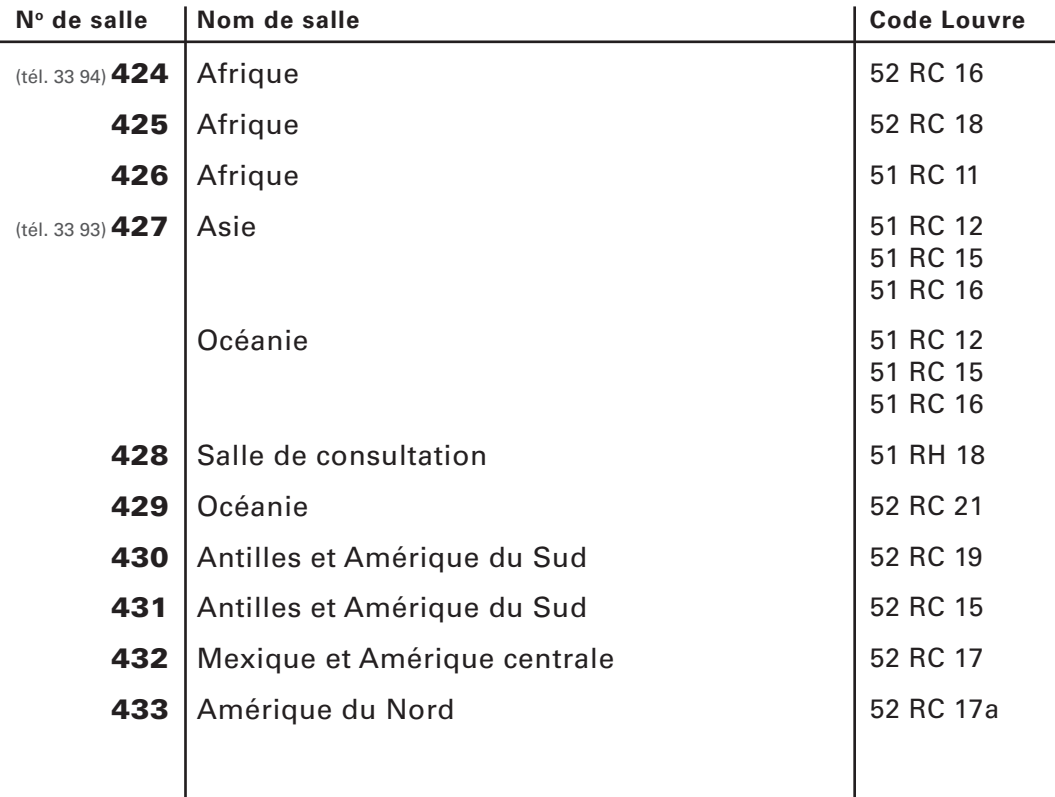 Nº de salle Nom de salle Code Louvre
(tél. 33 94) 424 Afrique 52 RC 16
425 Afrique 52 RC 18
426 Afrique 51 RC 11
(tél. 33 93) 427 Asie 51 RC 12
51 RC 15
51 RC 16
Océanie 51 RC 12
51 RC 15
51 RC 16
428 Salle de consultation 51 RH 18
429 Océanie 52 RC 21
430 Antilles et Amérique du Sud 52 RC 19
431 Antilles et Amérique du Sud 52 RC 15
432 Mexique et Amérique centrale 52 RC 17
433 Amérique du Nord 52 RC 17a